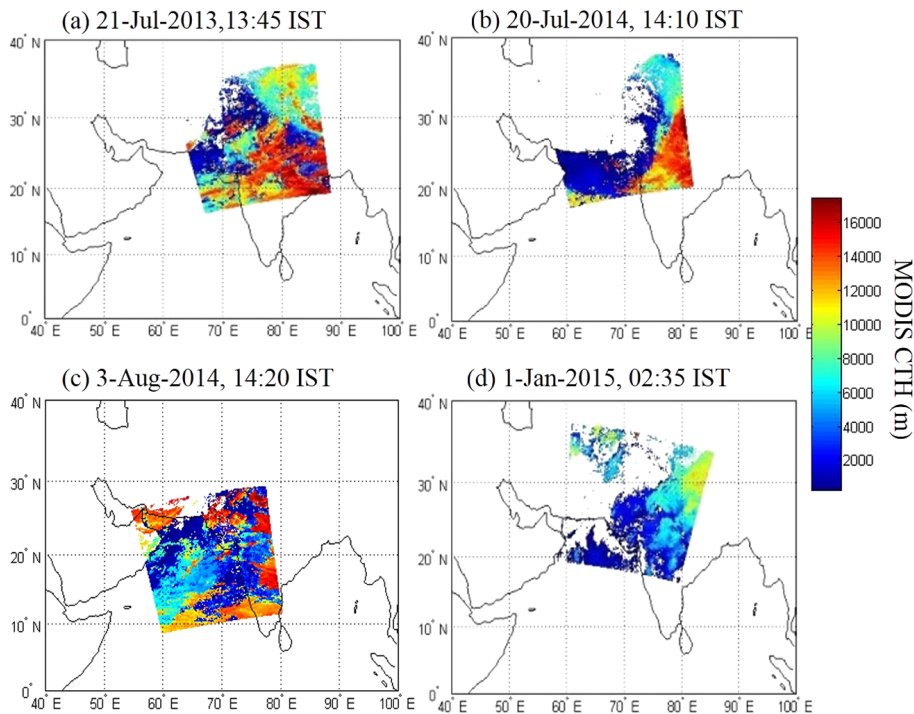 (a) 21-Jul-2013,13:45 IST
(b) 20-Jul-2014, 14:10 IST
40° N
30° N
20° N
10° N
0°
40° E 50° E 60° E 70° E 80° E 90° E 100° E
40° N
30° N
20° N
10° N
0°
40° E 50° E 60° E 70° E 80° E 90° E 100° E
(c) 3-Aug-2014, 14:20 IST
(d) 1-Jan-2015, 02:35 IST
40° N
30° N
20° N
10° N
0°
40° E 50° E 60° E 70° E 80° E 90° E 100° E
40° N
30° N
20° N
10° N
0°
40° E 50° E 60° E 70° E 80° E 90° E 100° E
16000
14000
12000
10000
8000
6000
4000
2000
MODIS CTH (m)